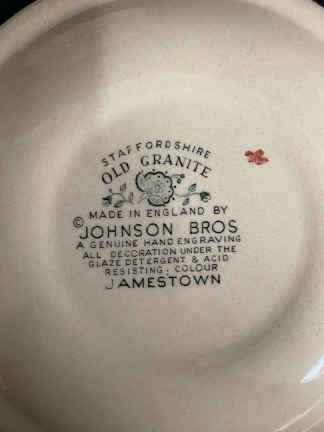 STAFFORDSHIRE
OLD GRANITE
MADE IN ENGLAND BY
© JOHNSON BROS
A GENUINE HAND ENGRAVING
ALL DECORATION UNDER THE
GLAZE DETERGENT & ACID
RESISTING. COLOUR
JAMESTOWN